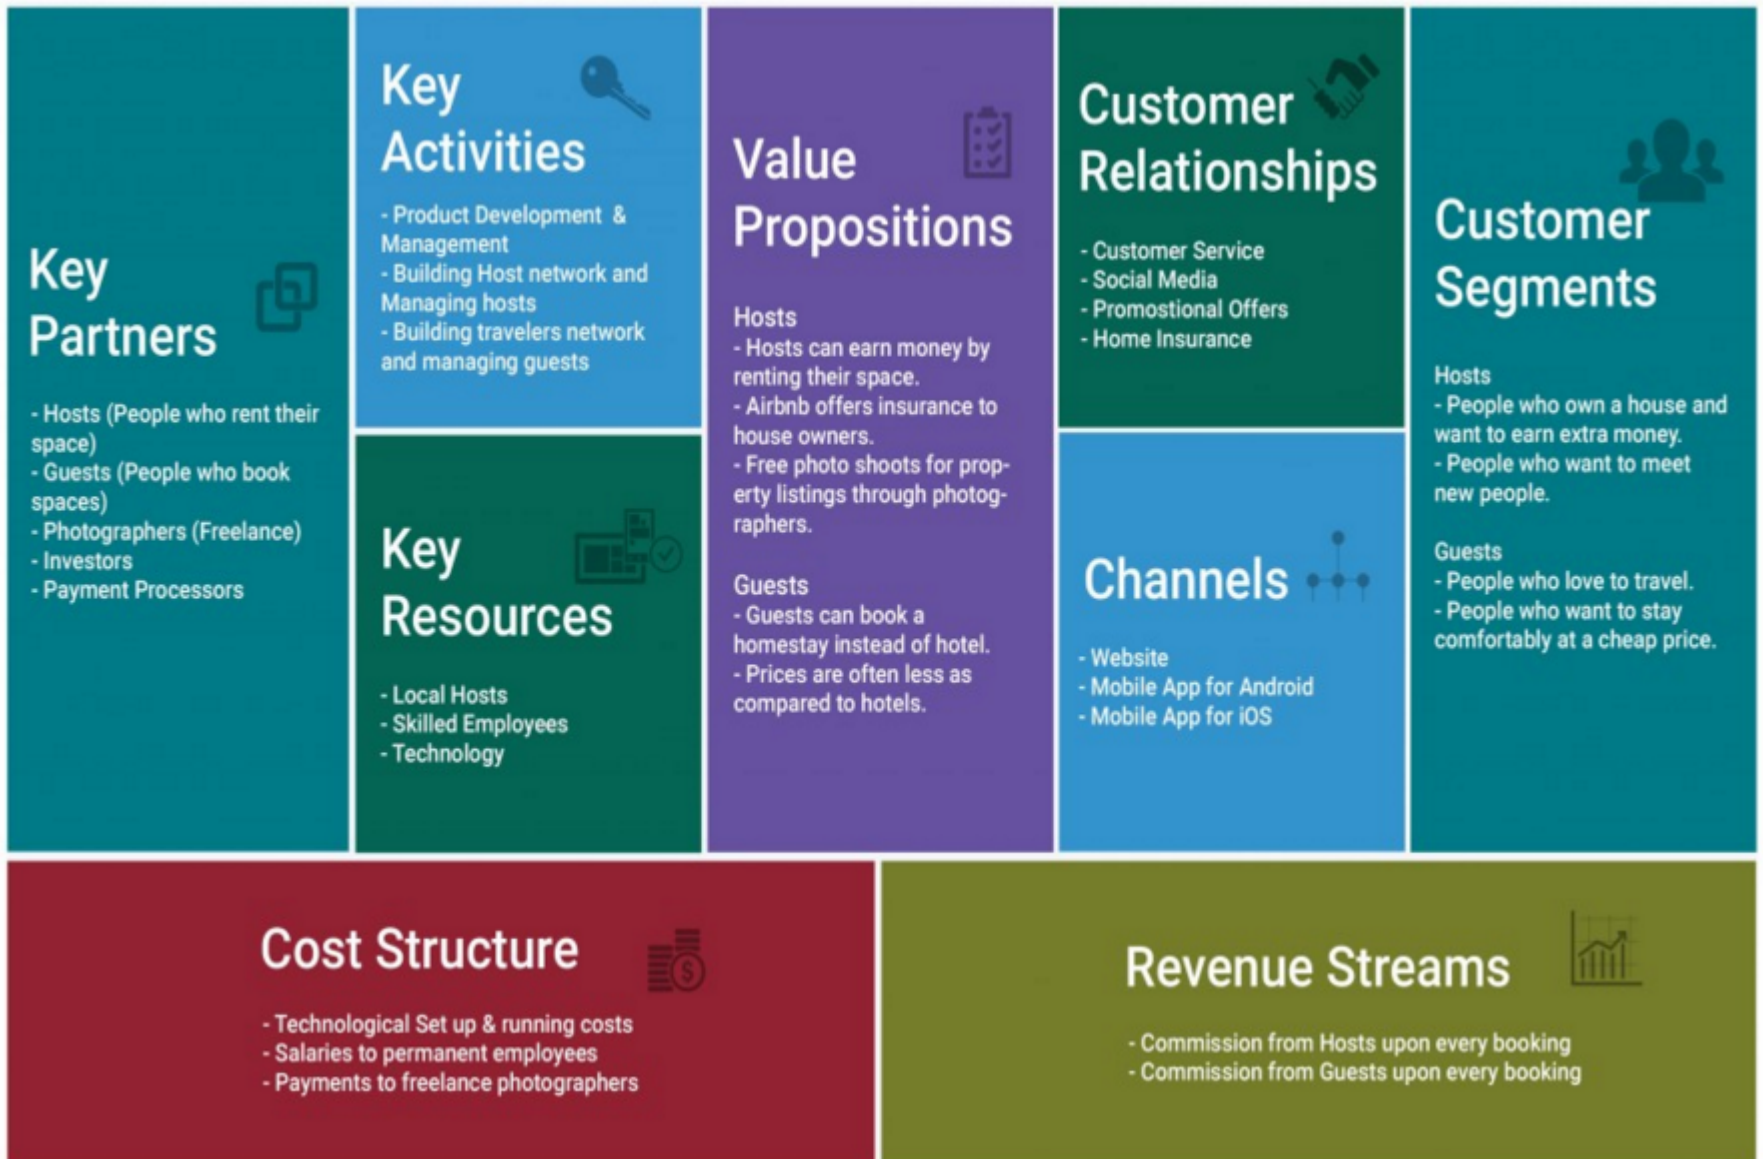 Key
Partners
- Hosts (People who rent their
space)
- Guests (People who book
spaces)
- Photographers (Freelance)
- Investors
- Payment Processors
Key
Activities
- Product Development &
Management
- Building Host network and
Managing hosts
- Building travelers network
and managing guests
Key
Resources
- Local Hosts
- Skilled Employees
- Technology
Value
Propositions
Hosts
- Hosts can earn money by
renting their space.
- Airbnb offers insurance to
house owners.
- Free photo shoots for prop-
erty listings through photog-
raphers.
Guests
- Guests can book a
homestay instead of hotel.
- Prices are often less as
compared to hotels.
Customer
Relationships
- Customer Service
- Social Media
- Promostional Offers
- Home Insurance
Channels
- Website
- Mobile App for Android
- Mobile App for iOS
Customer
Segments
Hosts
- People who own a house and
want to earn extra money.
- People who want to meet
new people.
Guests
- People who love to travel.
- People who want to stay
comfortably at a cheap price.
Cost Structure
$
- Technological Set up & running costs
- Salaries to permanent employees
- Payments to freelance photographers
Revenue Streams
- Commission from Hosts upon every booking
- Commission from Guests upon every booking